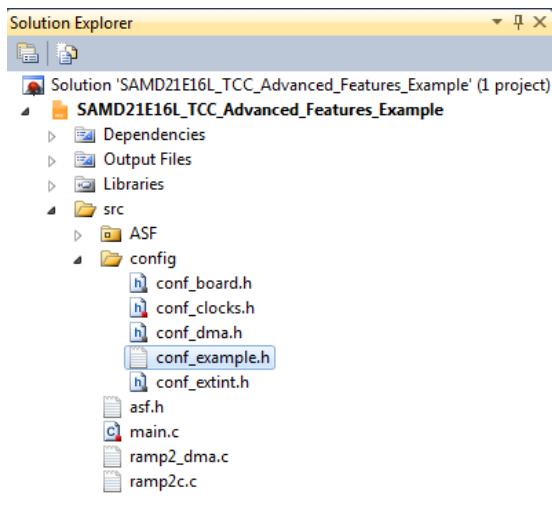 Solution Explorer
Solution 'SAMD21E16L_TCC_Advanced_Features_Example' (1 project)
SAMD21E16L_TCC_Advanced_Features_Example
Dependencies
Output Files
Libraries
src
ASF
config
conf_board.h
conf_clocks.h
conf_dma.h
conf_example.h
conf_extint.h
asf.h
main.c
ramp2_dma.c
ramp2c.c